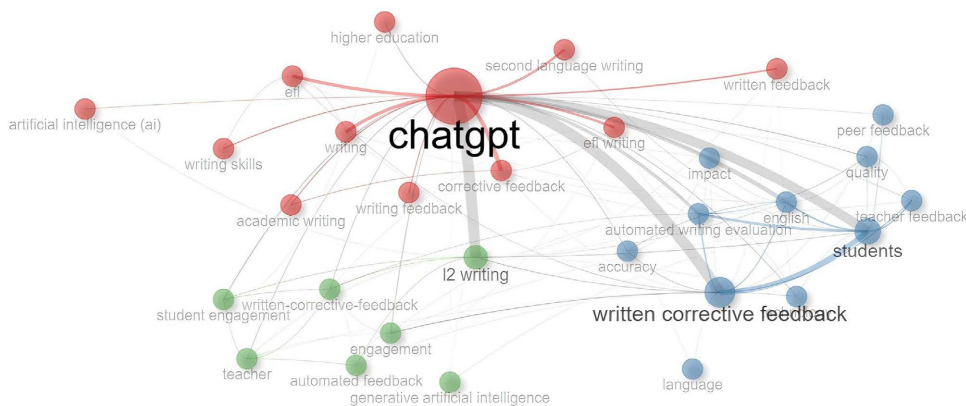 higher education
second language writing
efl
written feedback
artificial intelligence (ai)
chatgpt
peer feedback
writing
efl writing
writing skills
impact
quality
corrective feedback
academic writing
writing feedback
english
teacher feedback
automated writing evaluation
students
accuracy
l2 writing
written-corrective-feedback
student engagement
written corrective feedback
engagement
teacher
automated feedback
language
generative artificial intelligence